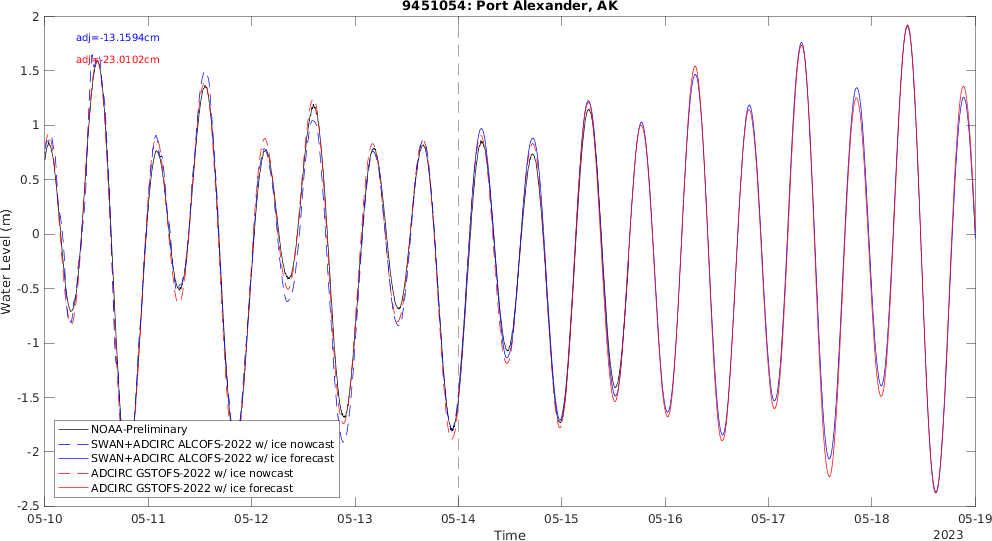 9451054: Port Alexander, AK
adj=-13.1594cm
adj=-23.0102cm
2
1.5
1
0.5
0
-0.5
-1
-1.5
-2
-2.5
Water Level (m)
NOAA-Preliminary
SWAN+ADCIRC ALCOFS-2022 w/ ice nowcast
SWAN+ADCIRC ALCOFS-2022 w/ ice forecast
ADCIRC GSTOFS-2022 w/ ice nowcast
ADCIRC GSTOFS-2022 w/ ice forecast
05-10 05-11 05-12 05-13 05-14 05-15 05-16 05-17 05-18 05-19
Time
2023